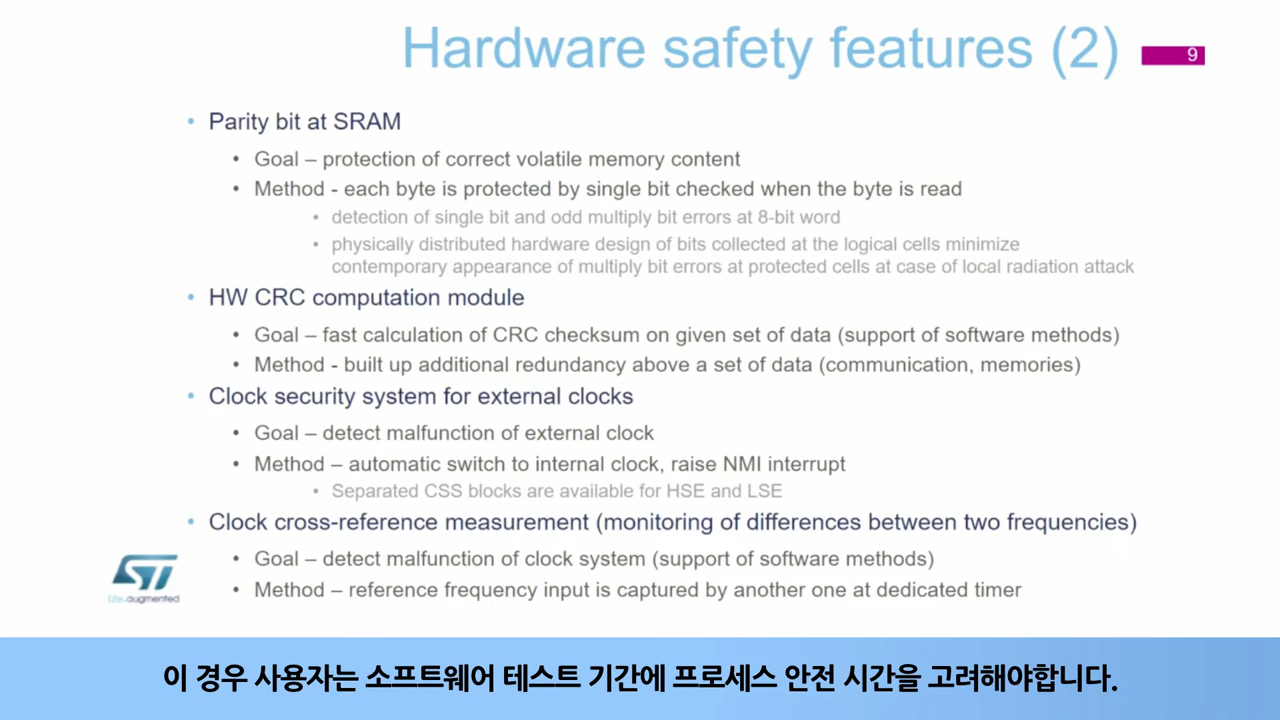 Hardware safety features (2)
9
• Parity bit at SRAM
• Goal – protection of correct volatile memory content
• Method - each byte is protected by single bit checked when the byte is read
• detection of single bit and odd multiply bit errors at 8-bit word
• physically distributed hardware design of bits collected at the logical cells minimize
contemporary appearance of multiply bit errors at protected cells at case of local radiation attack
• HW CRC computation module
• Goal – fast calculation of CRC checksum on given set of data (support of software methods)
• Method - built up additional redundancy above a set of data (communication, memories)
• Clock security system for external clocks
• Goal – detect malfunction of external clock
• Method – automatic switch to internal clock, raise NMI interrupt
• Separated CSS blocks are available for HSE and LSE
• Clock cross-reference measurement (monitoring of differences between two frequencies)
• Goal – detect malfunction of clock system (support of software methods)
• Method – reference frequency input is captured by another one at dedicated timer
ST
life.augmented
이 경우 사용자는 소프트웨어 테스트 기간에 프로세스 안전 시간을 고려해야합니다.